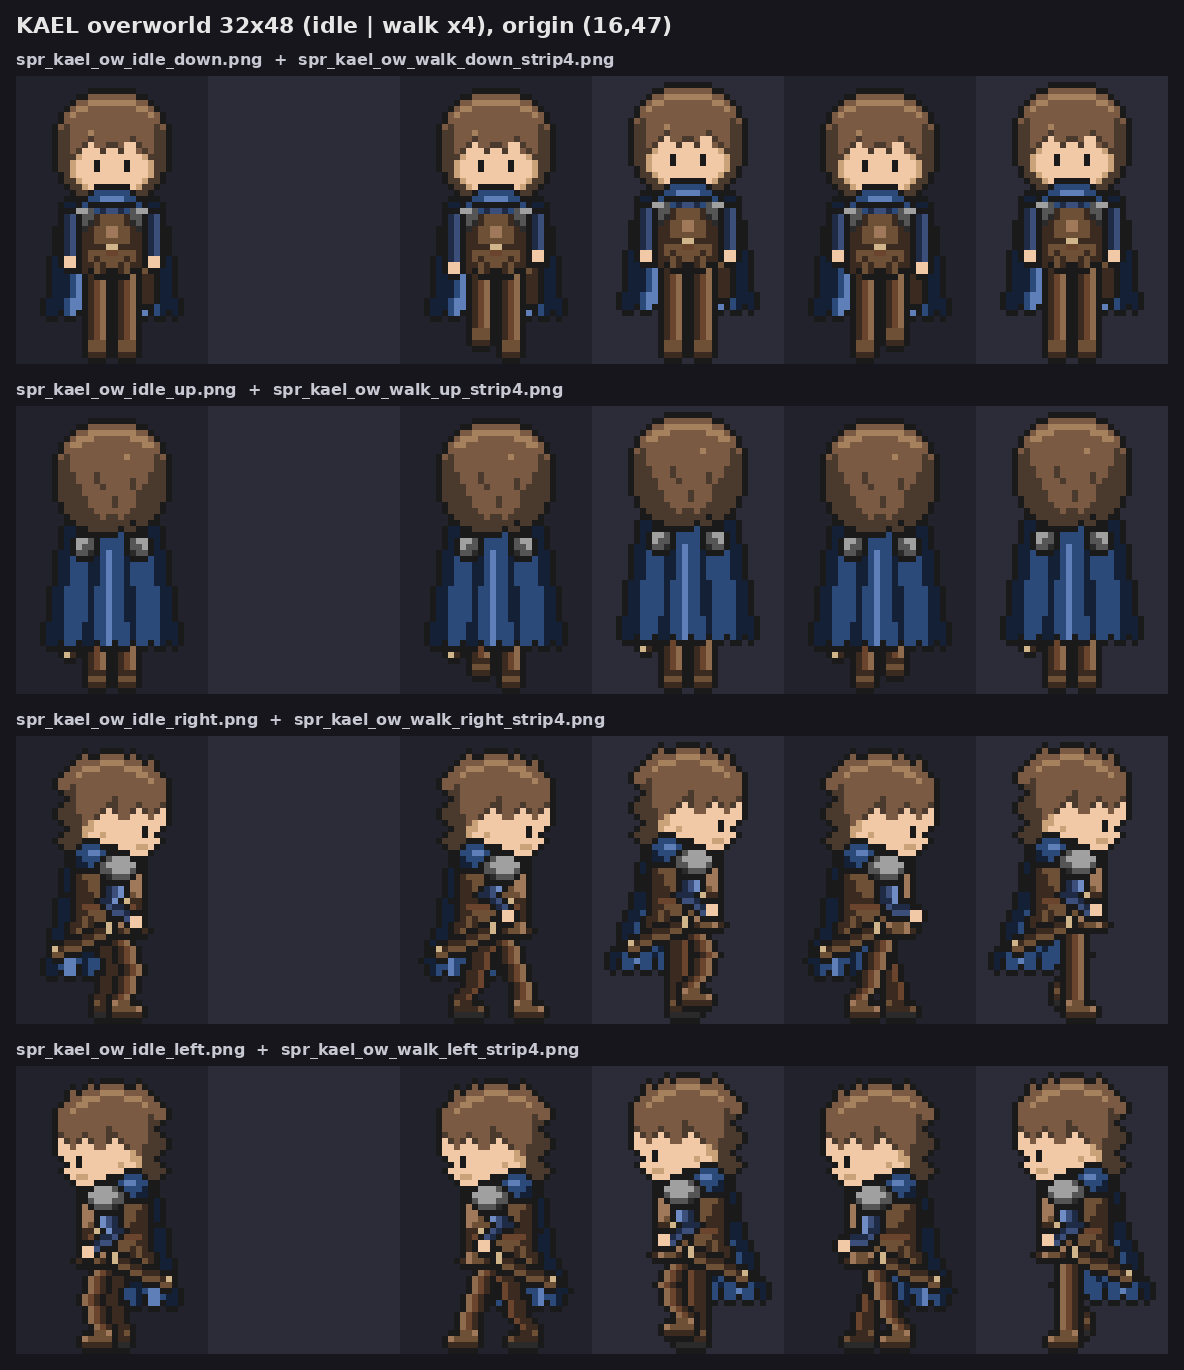 KAEL overworld 32x48 (idle | walk x4), origin (16,47)
spr_kael_ow_idle_down.png + spr_kael_ow_walk_down_strip4.png
spr_kael_ow_idle_up.png + spr_kael_ow_walk_up_strip4.png
spr_kael_ow_idle_right.png + spr_kael_ow_walk_right_strip4.png
spr_kael_ow_idle_left.png + spr_kael_ow_walk_left_strip4.png